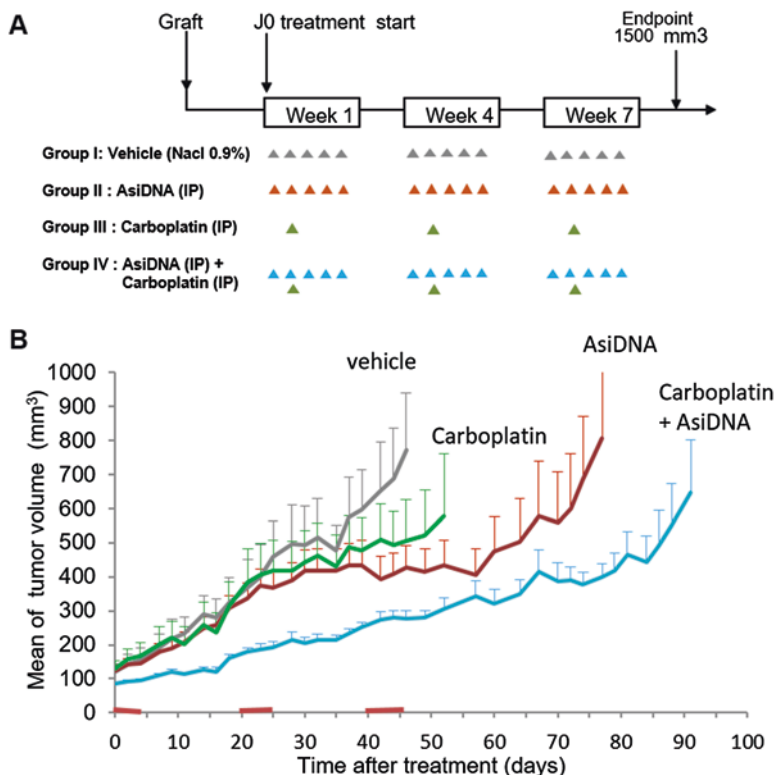 A
Graft
J0 treatment start
Endpoint
1500 mm3
Week 1
Week 4
Week 7
Group I: Vehicle (Nacl 0.9%)
Group II : AsiDNA (IP)
Group III : Carboplatin (IP)
Group IV : AsiDNA (IP) +
Carboplatin (IP)
B
Mean of tumor volume (mm³)
1000
900
800
700
600
500
400
300
200
100
0
vehicle
Carboplatin
AsiDNA
Carboplatin
+ AsiDNA
0 10 20 30 40 50 60 70 80 90 100
Time after treatment (days)